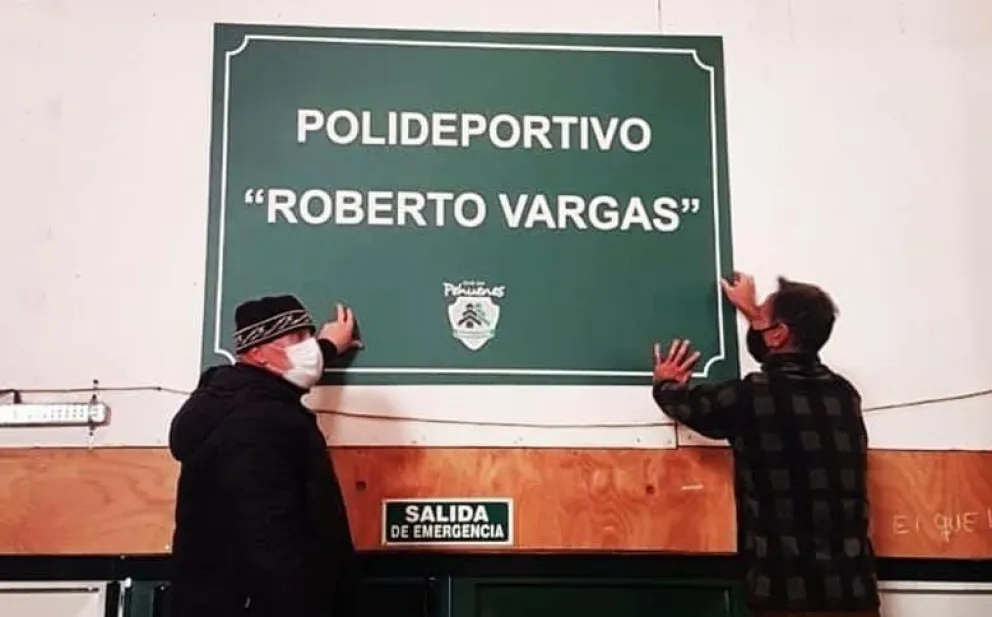 POLIDEPORTIVO
“ROBERTO VARGAS”
Pehuenes
SALIDA
DE EMERGENCIA